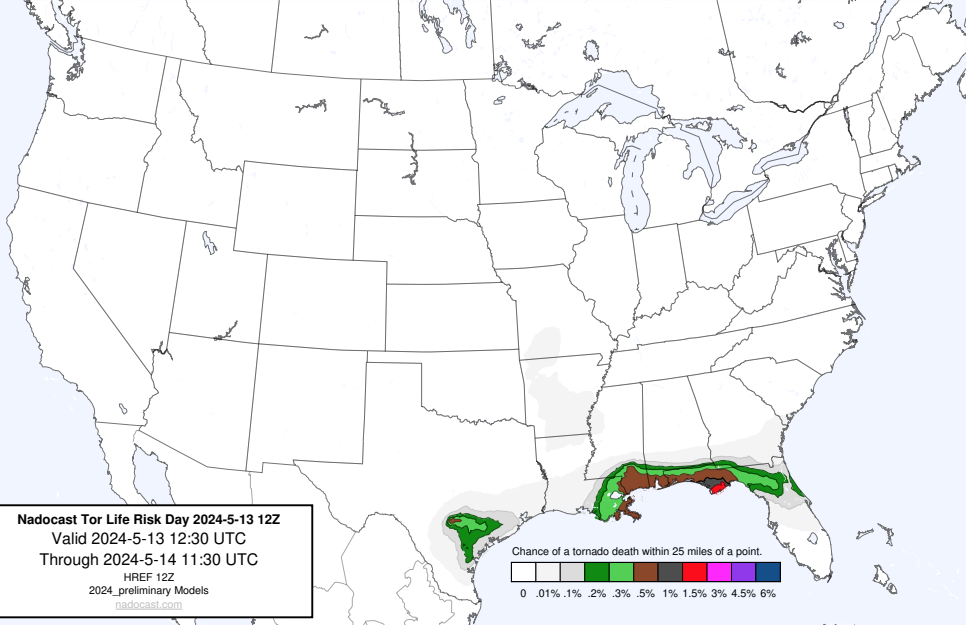 Nadocast Tor Life Risk Day 2024-5-13 12Z
Valid 2024-5-13 12:30 UTC
Through 2024-5-14 11:30 UTC
HREF 12Z
2024_preliminary Models
nadocast.com
Chance of a tornado death within 25 miles of a point.
0 .01% .1% .2% .3% .5% 1% 1.5% 3% 4.5% 6%